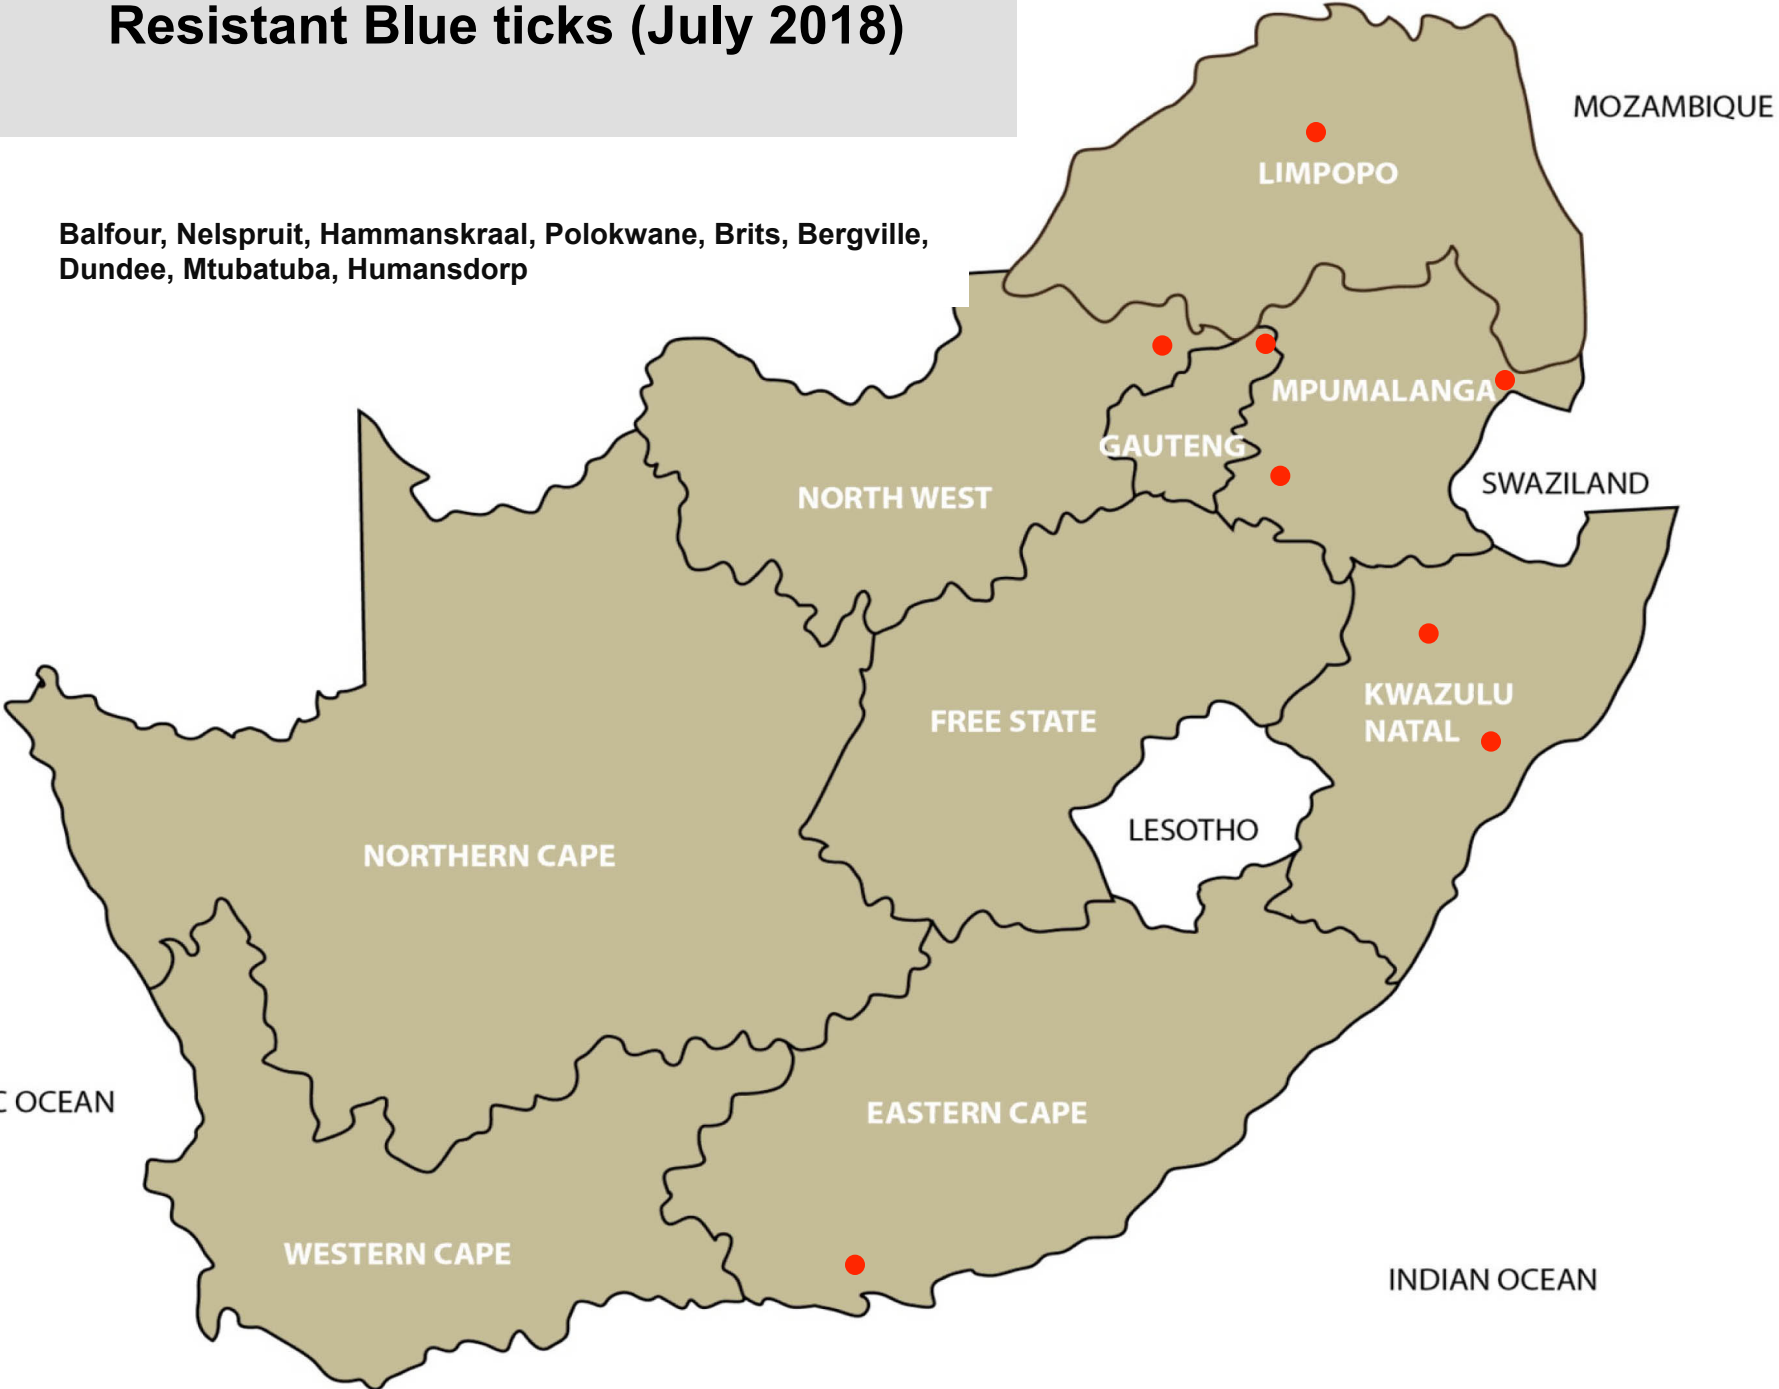 Resistant Blue ticks (July 2018)
MOZAMBIQUE
LIMPOPO
Balfour, Nelspruit, Hammanskraal, Polokwane, Brits, Bergville,
Dundee, Mtubatuba, Humansdorp
MPUMALANGA
GAUTENG
NORTH WEST
SWAZILAND
KWAZULU
NATAL
FREE STATE
LESOTHO
NORTHERN CAPE
C OCEAN
EASTERN CAPE
WESTERN CAPE
INDIAN OCEAN